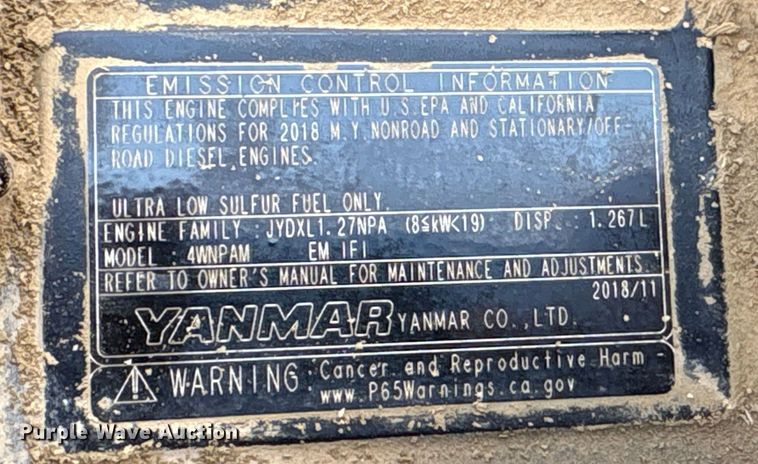 EMISSION CONTROL INFORMATION
THIS ENGINE COMPLIES WITH U.S.EPA AND CALIFORNIA
REGULATIONS FOR 2018 M.Y.NONROAD AND STATIONARY/OFF-
ROAD DIESEL ENGINES.
ULTRA LOW SULFUR FUEL ONLY.
ENGINE FAMILY : JYDXL1.27NPA (8≦kW<19) DISP. : 1.267L
MODEL : 4WNPAM EM IFI
REFER TO OWNER'S MANUAL FOR MAINTENANCE AND ADJUSTMENTS.
2018/11
YANMAR YANMAR CO.,LTD.
WARNING: Cancer and Reproductive Harm -
www.P65Warnings.ca.gov
Purple Wave Auction